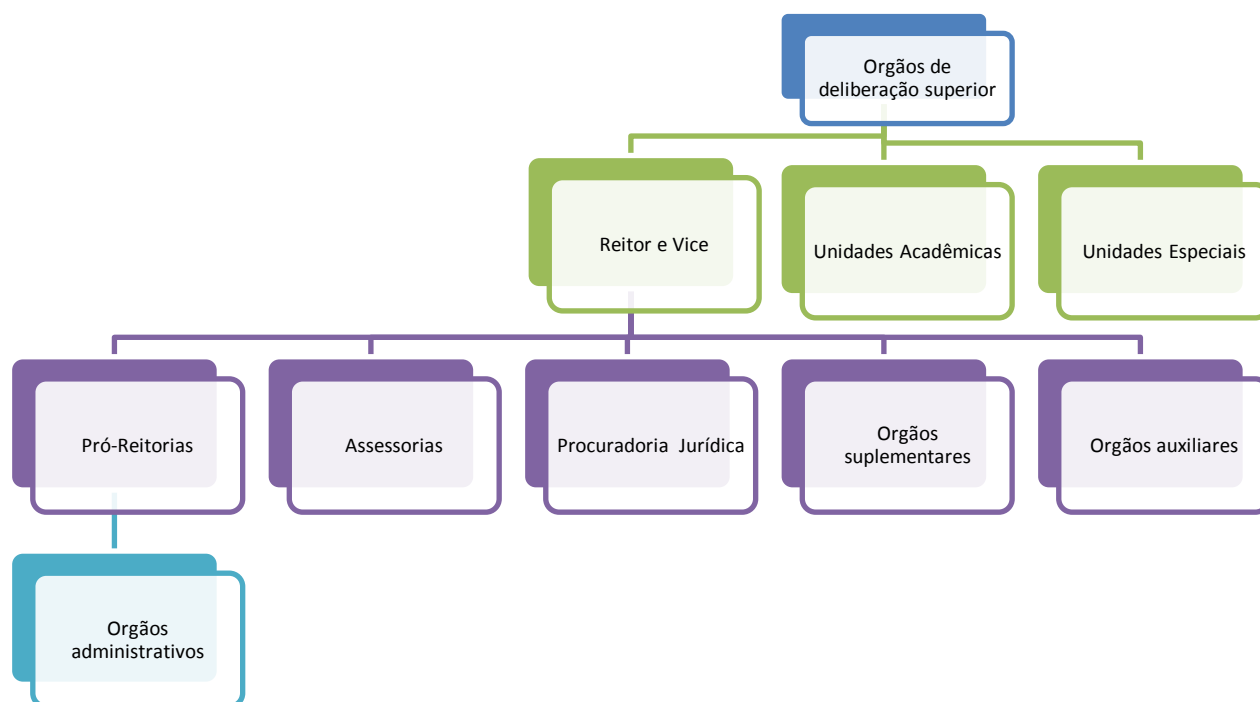 Orgãos de
deliberação superior
Reitor e Vice
Unidades Acadêmicas
Unidades Especiais
Pró-Reitorias
Assessorias
Procuradoria Jurídica
Orgãos
suplementares
Orgãos auxiliares
Orgãos
administrativos